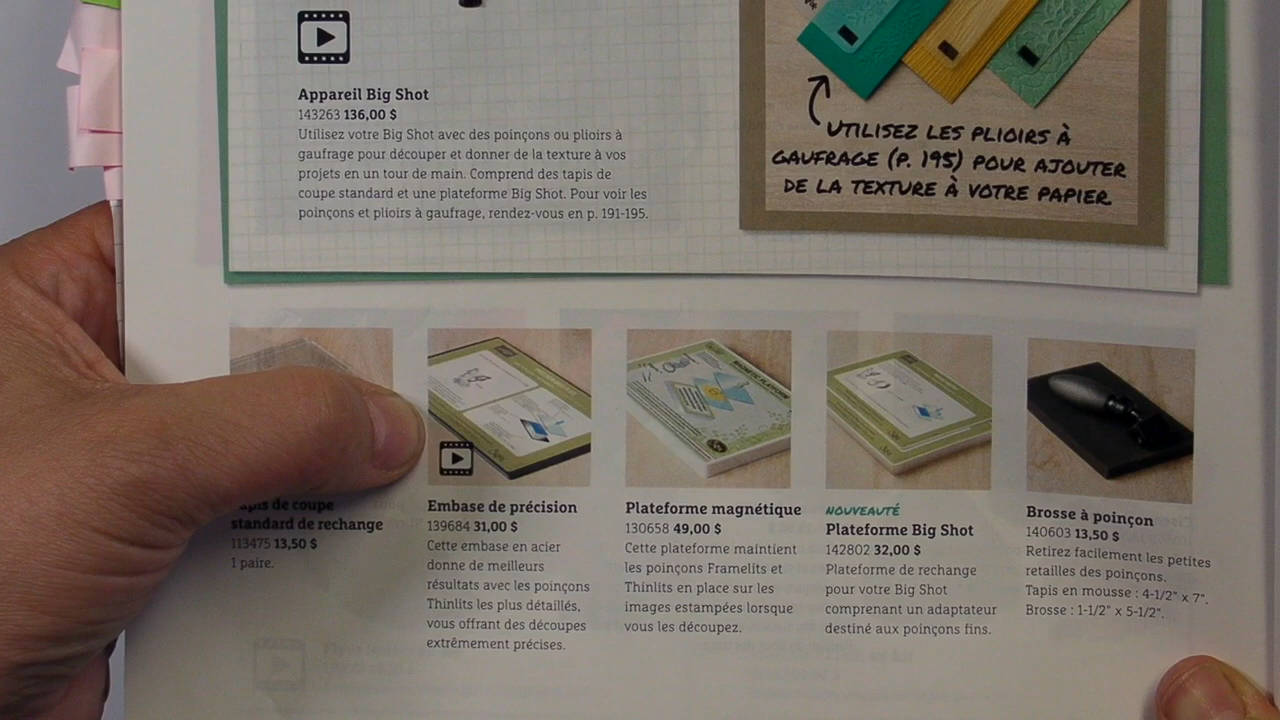 Appareil Big Shot
143263 136,00 $
Utilisez votre Big Shot avec des poinçons ou plioirs à
gaufrage pour découper et donner de la texture à vos
projets en un tour de main. Comprend des tapis de
coupe standard et une plateforme Big Shot. Pour voir les
poinçons et plioirs à gaufrage, rendez-vous en p. 191-195.
UTILISEZ LES PLIOIRS À
GAUFRAGE (P. 195) POUR AJOUTER
DE LA TEXTURE À VOTRE PAPIER.
Tapis de coupe
standard de rechange
113475 13,50 $
1 paire.
Embase de précision
139684 31,00 $
Cette embase en acier
donne de meilleurs
résultats avec les poinçons
Thinlits les plus détaillés,
vous offrant des découpes
extrêmement précises.
MAGNETIC PLATFORM
Plateforme magnétique
130658 49,00 $
Cette plateforme maintient
les poinçons Framelits et
Thinlits en place sur les
images estampées lorsque
vous les découpez.
NOUVEAUTÉ
Plateforme Big Shot
142802 32,00 $
Plateforme de rechange
pour votre Big Shot
comprenant un adaptateur
destiné aux poinçons fins.
Brosse à poinçon
140603 13,50 $
Retirez facilement les petites
retailles des poinçons.
Tapis en mousse : 4-1/2" x 7".
Brosse : 1-1/2" x 5-1/2".